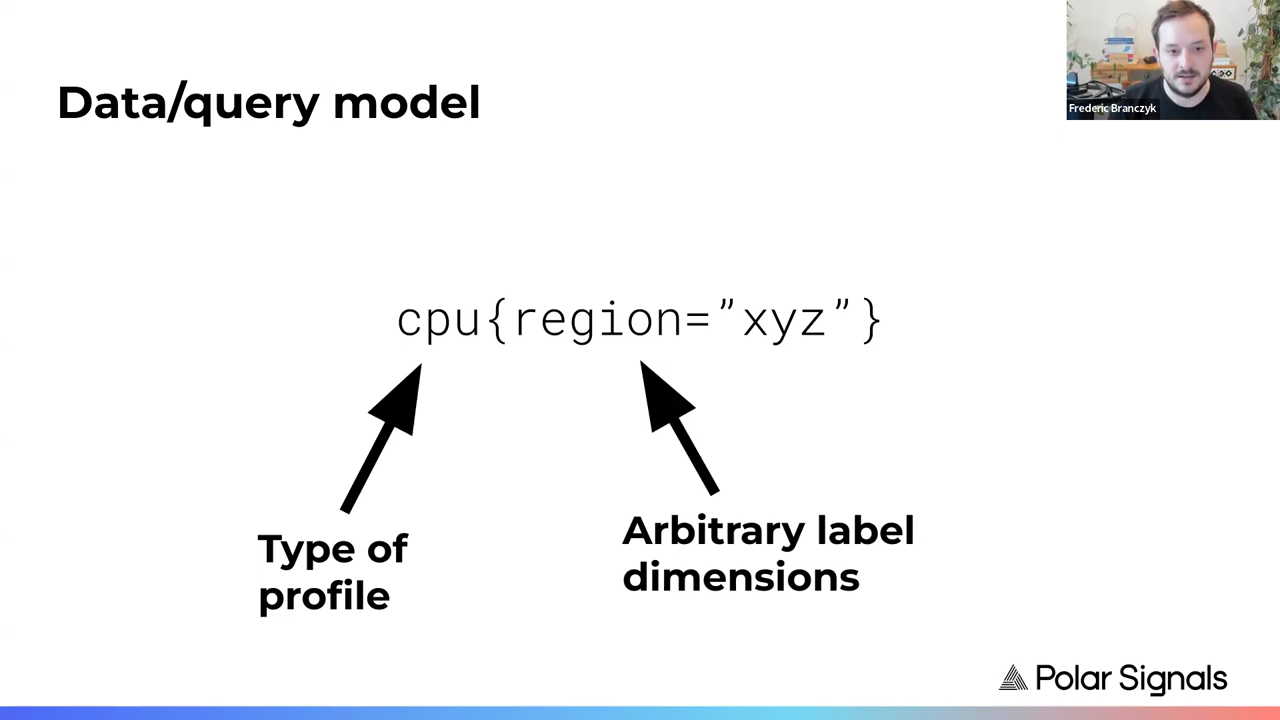 Data/query model
Frederic Branczyk
cpu{region=”xyz”}
Type of
profile
Arbitrary label
dimensions
Polar Signals